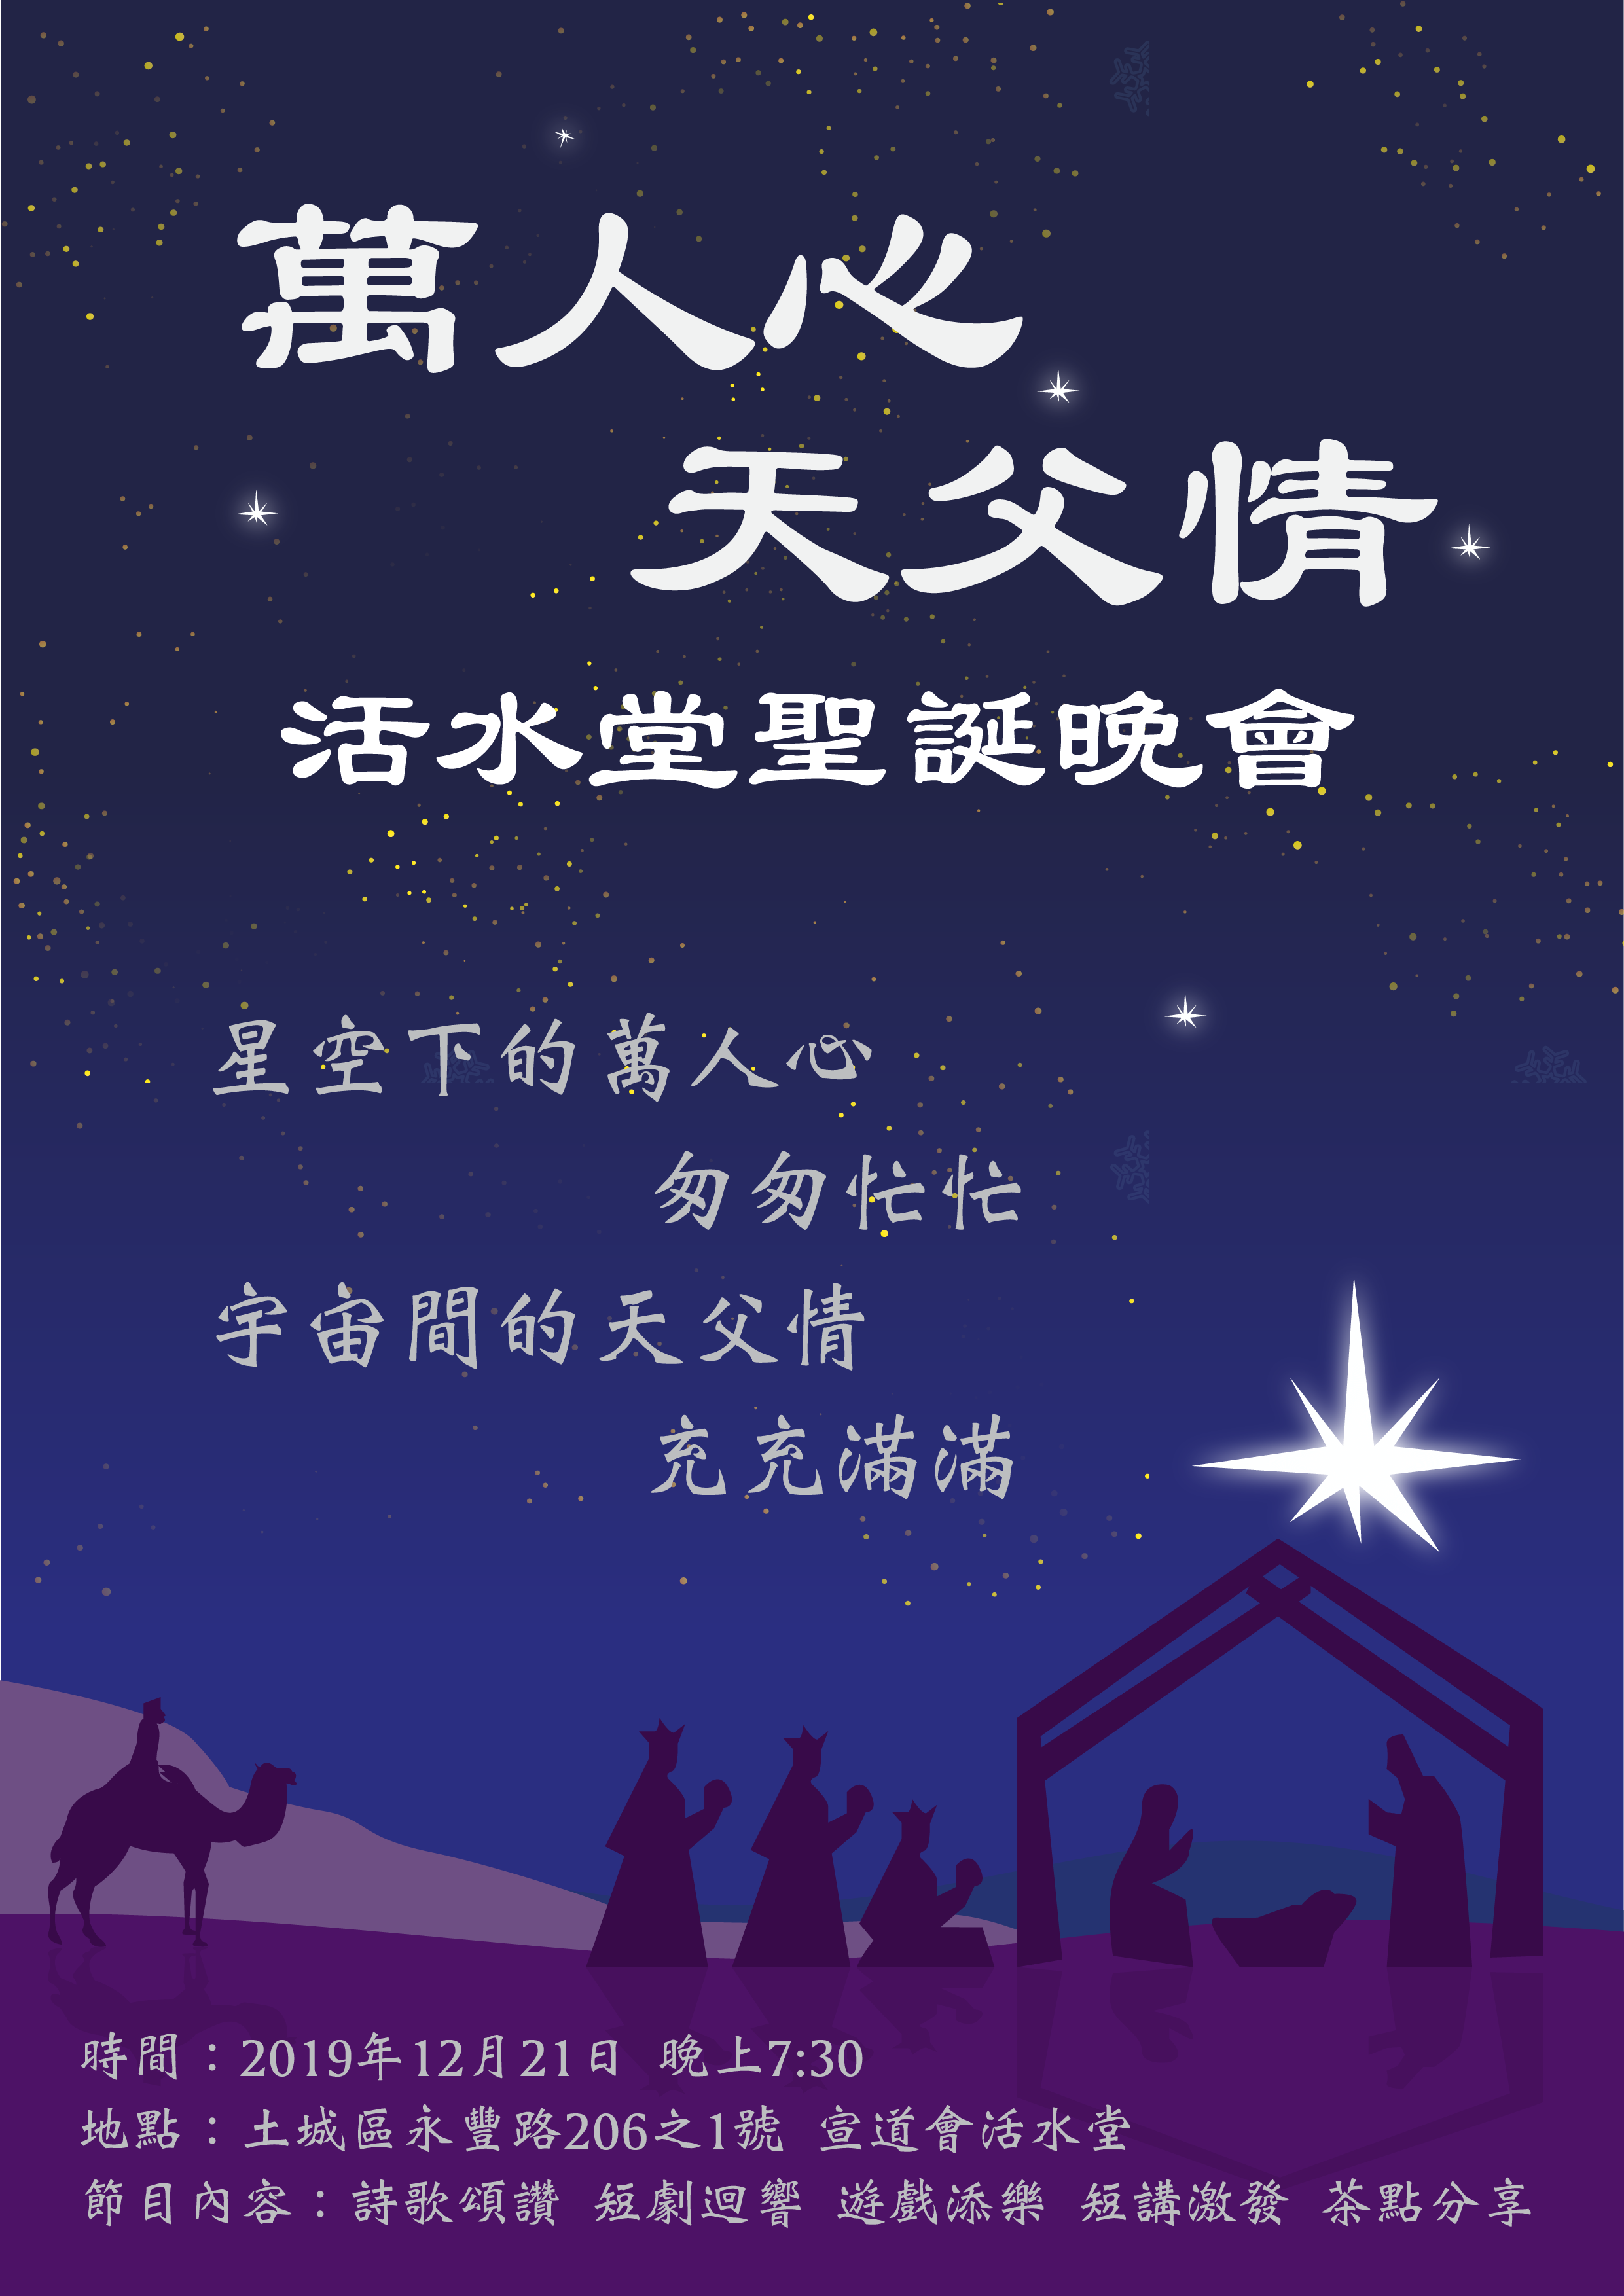 萬人心
天父情
活水堂聖誕晚會
星空下的萬人心
匆匆忙忙
宇宙間的天父情
充充滿滿
時間：2019年12月21日 晚上7:30
地點：土城區永豐路206之1號 宣道會活水堂
節目內容：詩歌頌讚 短劇迴響 遊戲添樂 短講激發 茶點分享